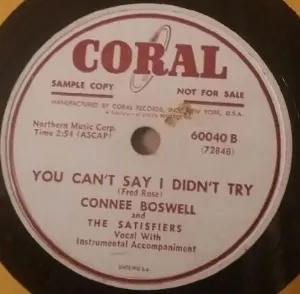 CORAL
SAMPLE COPY NOT FOR SALE
MANUFACTURED BY CORAL RECORDS, INC., NEW YORK, U.S.A.
Northern Music Corp.
Time 2:54 (ASCAP)
60040 B
(72848)
YOU CAN'T SAY I DIDN'T TRY
(Fred Rose)
CONNEE BOSWELL
and
THE SATISFIERS
Vocal With
Instrumental Accompaniment